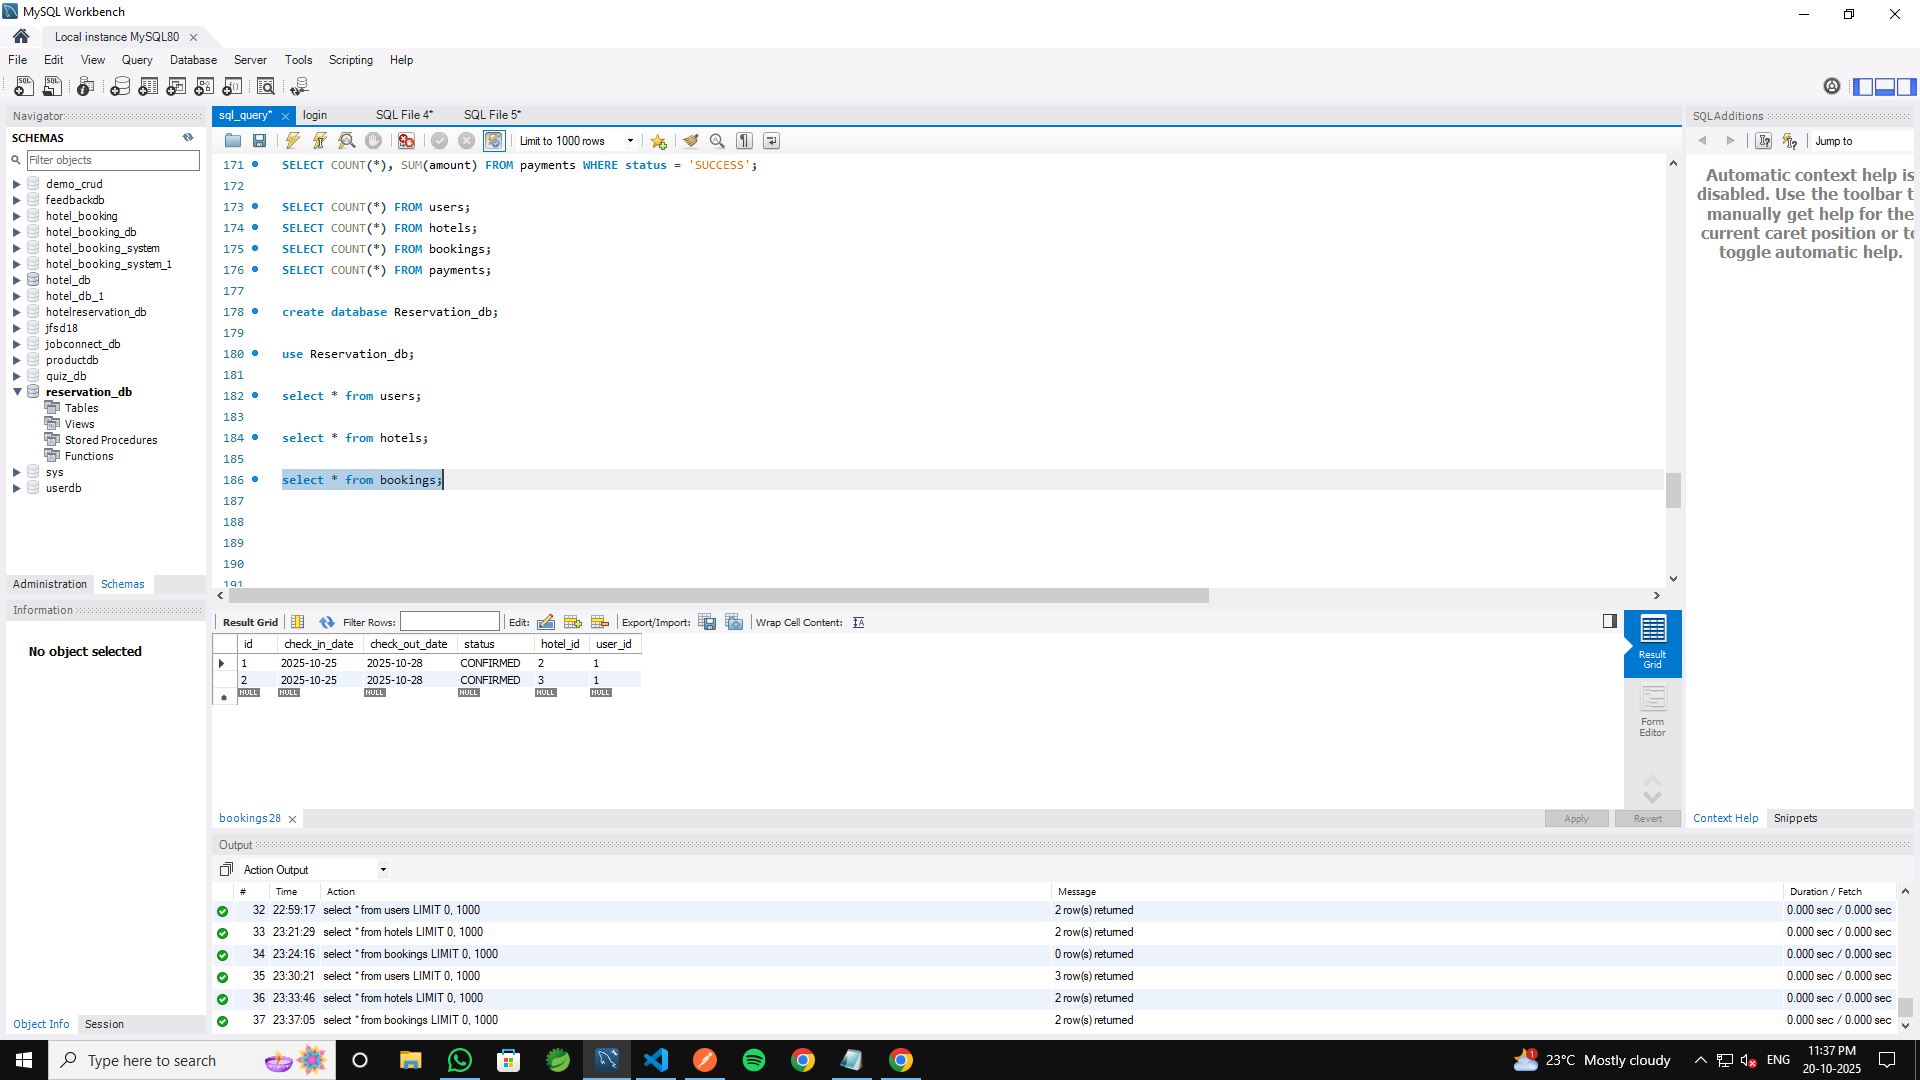 MySQL Workbench
Local instance MySQL80
File Edit View Query Database Server Tools Scripting Help
Navigator
SCHEMAS
Filter objects
demo_crud
feedbackdb
hotel_booking
hotel_booking_db
hotel_booking_system
hotel_booking_system_1
hotel_db
hotel_db_1
hotelreservation_db
jfsd18
jobconnect_db
productdb
quiz_db
reservation_db
Tables
Views
Stored Procedures
Functions
sys
userdb
Administration Schemas
Information
No object selected
Object Info Session
sql_query* login SQL File 4* SQL File 5*
Limit to 1000 rows
171 SELECT COUNT(*), SUM(amount) FROM payments WHERE status = 'SUCCESS';
172
173 SELECT COUNT(*) FROM users;
174 SELECT COUNT(*) FROM hotels;
175 SELECT COUNT(*) FROM bookings;
176 SELECT COUNT(*) FROM payments;
177
178 create database Reservation_db;
179
180 use Reservation_db;
181
182 select * from users;
183
184 select * from hotels;
185
186 select * from bookings;
187
188
189
190
191
Result Grid Filter Rows: Edit: Export/Import: Wrap Cell Content:
id check_in_date check_out_date status hotel_id user_id
1 2025-10-25 2025-10-28 CONFIRMED 2 1
2 2025-10-25 2025-10-28 CONFIRMED 3 1
NULL NULL NULL NULL NULL NULL
Result
Grid
Form
Editor
bookings 28
Apply Revert
SQLAdditions
Jump to
Automatic context help is
disabled. Use the toolbar t
manually get help for the
current caret position or to
toggle automatic help.
Context Help Snippets
Output
Action Output
# Time Action Message Duration / Fetch
32 22:59:17 select * from users LIMIT 0, 1000 2 row(s) returned 0.000 sec / 0.000 sec
33 23:21:29 select * from hotels LIMIT 0, 1000 2 row(s) returned 0.000 sec / 0.000 sec
34 23:24:16 select * from bookings LIMIT 0, 1000 0 row(s) returned 0.000 sec / 0.000 sec
35 23:30:21 select * from users LIMIT 0, 1000 3 row(s) returned 0.000 sec / 0.000 sec
36 23:33:46 select * from hotels LIMIT 0, 1000 2 row(s) returned 0.000 sec / 0.000 sec
37 23:37:05 select * from bookings LIMIT 0, 1000 2 row(s) returned 0.000 sec / 0.000 sec
Type here to search
1
23°C Mostly cloudy
ENG
11:37 PM
20-10-2025